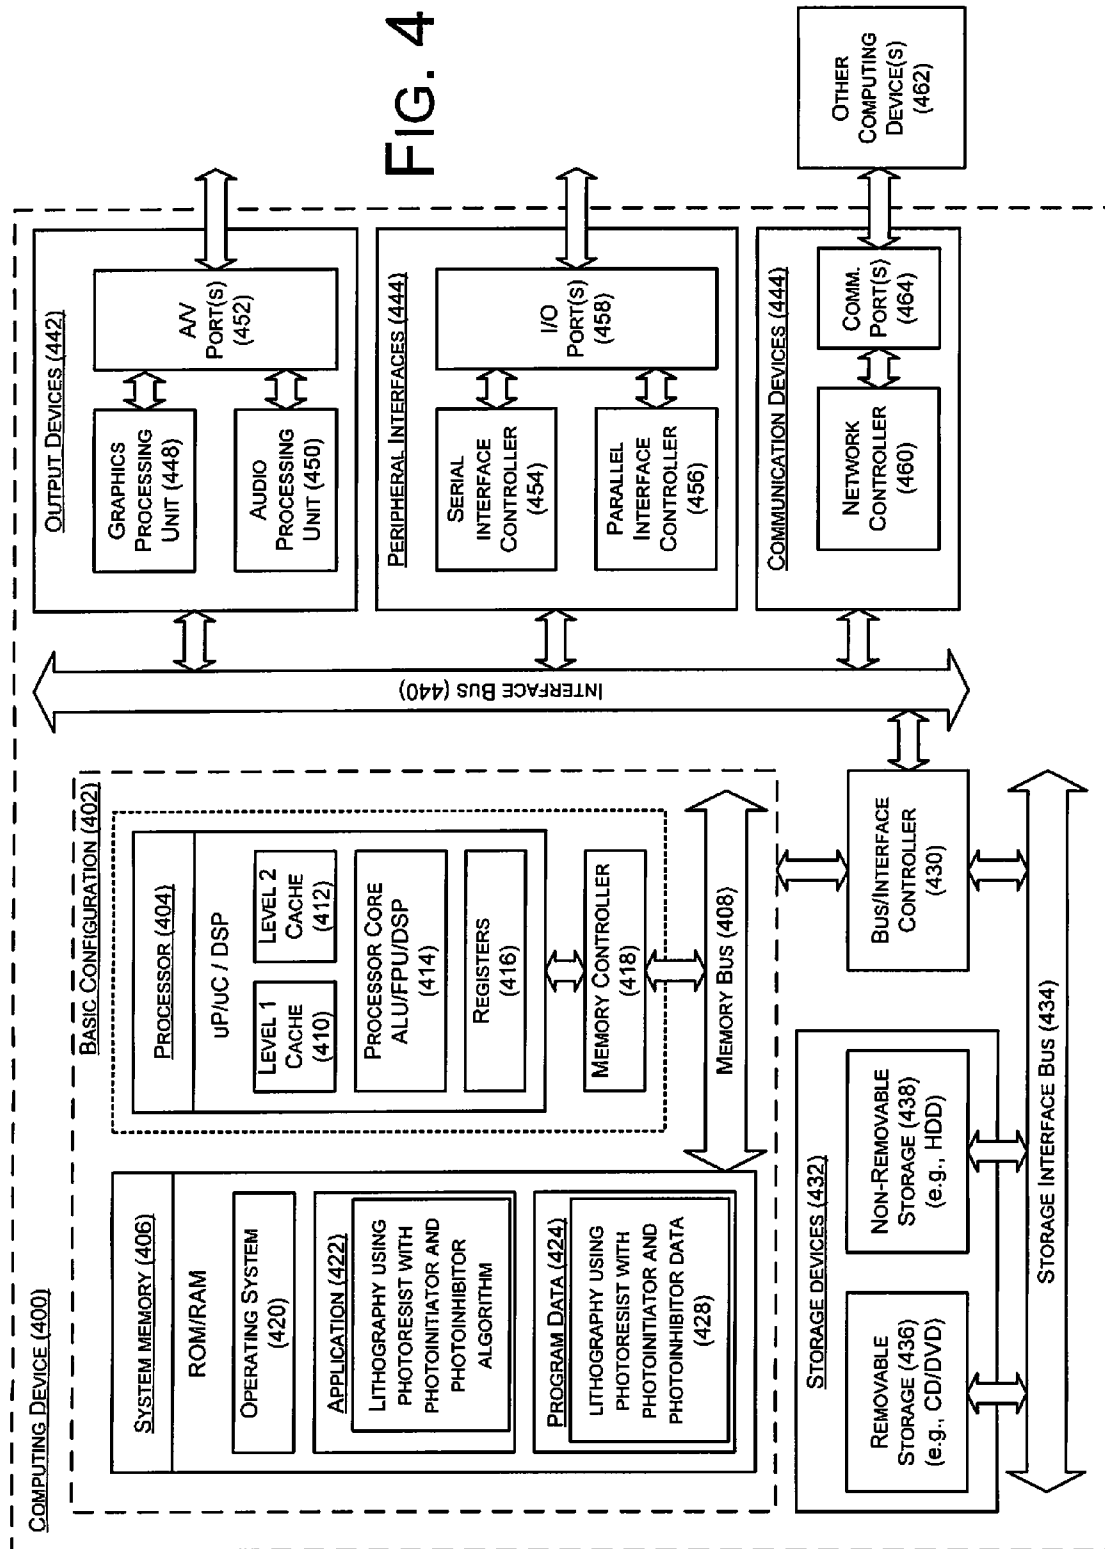 COMPUTING DEVICE (400)
BASIC CONFIGURATION (402)
SYSTEM MEMORY (406)
ROM/RAM
OPERATING SYSTEM
(420)
APPLICATION (422)
LITHOGRAPHY USING
PHOTORESIST WITH
PHOTOINITIATOR AND
PHOTOINHIBITOR
ALGORITHM
PROGRAM DATA (424)
LITHOGRAPHY USING
PHOTORESIST WITH
PHOTOINITIATOR AND
PHOTOINHIBITOR DATA
(428)
PROCESSOR (404)
uP/uC / DSP
LEVEL 1
CACHE
(410)
LEVEL 2
CACHE
(412)
PROCESSOR CORE
ALU/FPU/DSP
(414)
REGISTERS
(416)
MEMORY CONTROLLER
(418)
MEMORY BUS (408)
STORAGE DEVICES (432)
REMOVABLE
STORAGE (436)
(e.g., CD/DVD)
NON-REMOVABLE
STORAGE (438)
(e.g., HDD)
BUS/INTERFACE
CONTROLLER
(430)
STORAGE INTERFACE BUS (434)
INTERFACE BUS (440)
OUTPUT DEVICES (442)
GRAPHICS
PROCESSING
UNIT (448)
AUDIO
PROCESSING
UNIT (450)
A/V
PORT(S)
(452)
PERIPHERAL INTERFACES (444)
SERIAL
INTERFACE
CONTROLLER
(454)
PARALLEL
INTERFACE
CONTROLLER
(456)
I/O
PORT(S)
(458)
COMMUNICATION DEVICES (444)
NETWORK
CONTROLLER
(460)
COMM.
PORT(S)
(464)
OTHER
COMPUTING
DEVICE(S)
(462)
FIG. 4